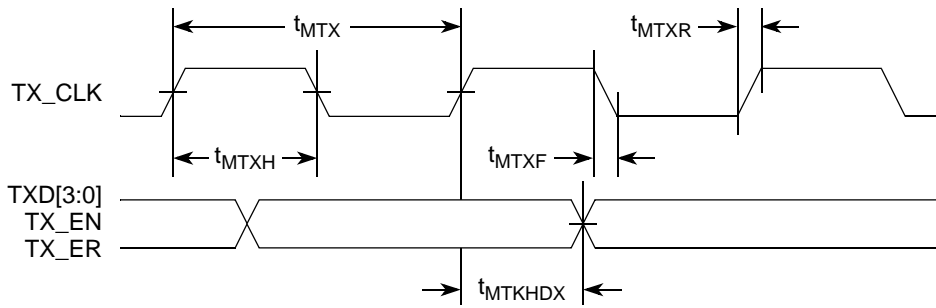 tMTX
tMTXR
TX_CLK
tMTXH
tMTXF
TXD[3:0]
TX_EN
TX_ER
tMTKHDX